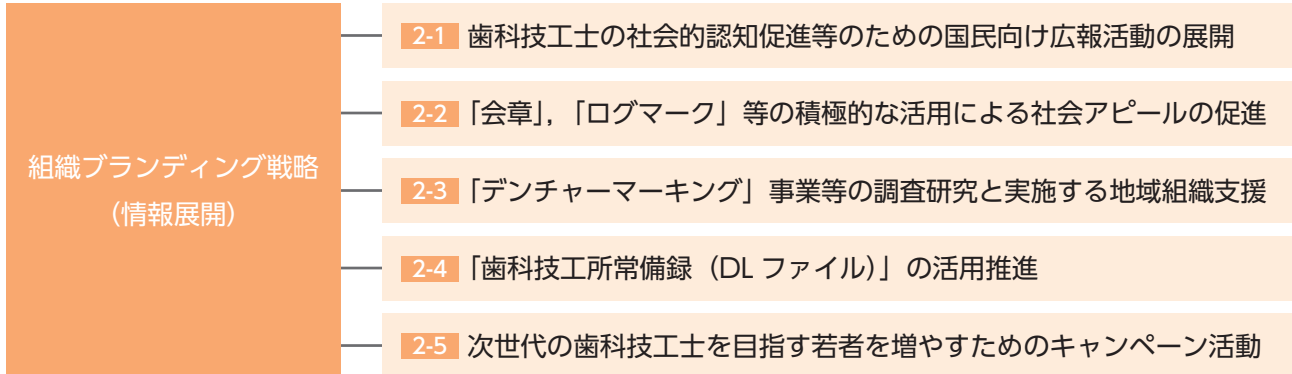 組織ブランディング戦略
(情報展開)
2-1 歯科技工士の社会的認知促進等のための国民向け広報活動の展開
2-2 「会章」,「ログマーク」等の積極的な活用による社会アピールの促進
2-3 「デンチャーマーキング」事業等の調査研究と実施する地域組織支援
2-4 「歯科技工所常備録（DL ファイル）」の活用推進
2-5 次世代の歯科技工士を目指す若者を増やすためのキャンペーン活動